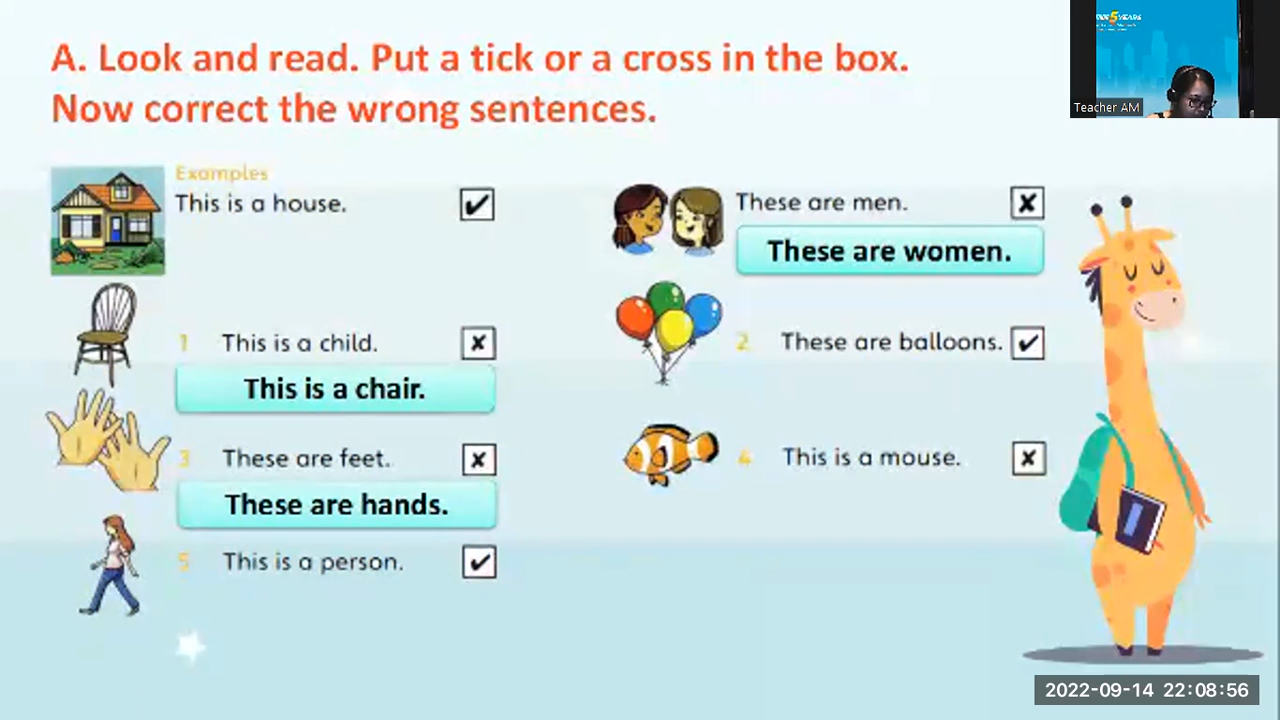 A. Look and read. Put a tick or a cross in the box.
Now correct the wrong sentences.
Examples
This is a house.
These are men.
These are women.
1 This is a child.
This is a chair.
2 These are balloons.
3 These are feet.
These are hands.
4 This is a mouse.
5 This is a person.
5 YEARS
Teacher AM
2022-09-14 22:08:56